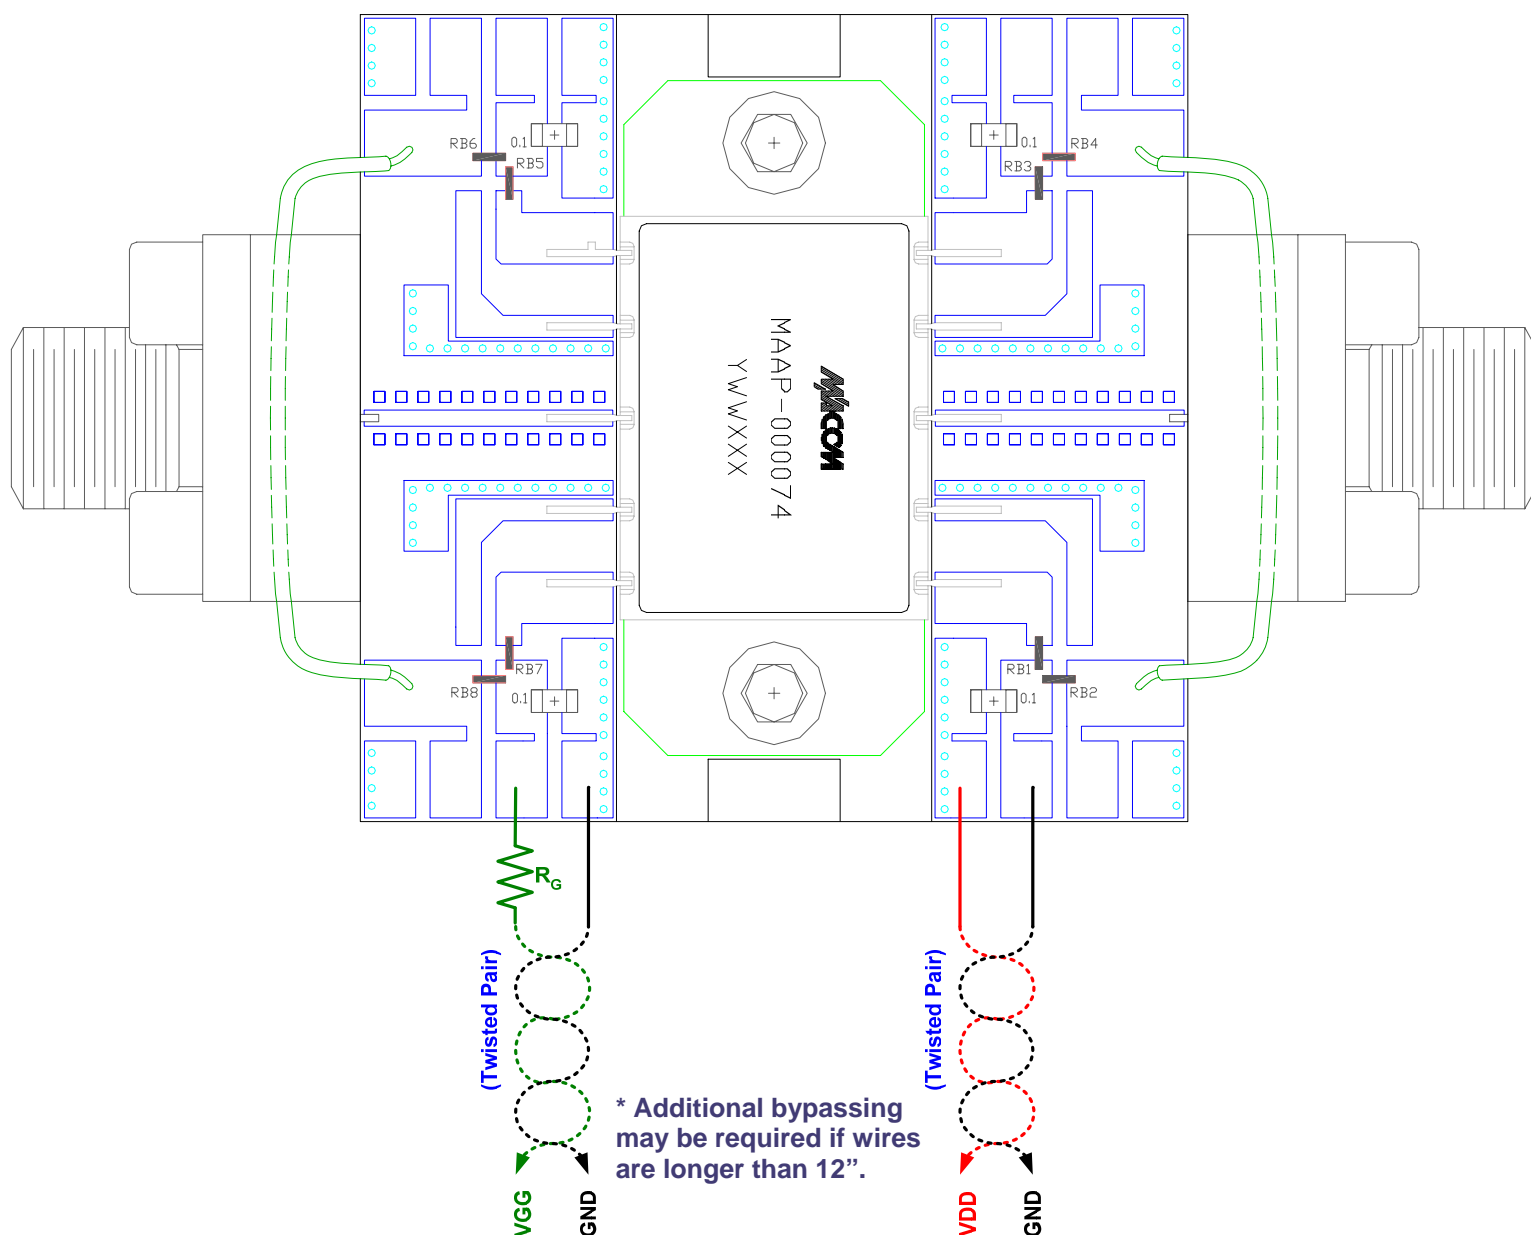 RB6
0.1
RB5
0.1
RB4
RB3
M/A-COM
MAAP-000074
YWWXXX
RB7
RB8
0.1
RB1
0.1
RB2
RG
(Twisted Pair)
(Twisted Pair)
* Additional bypassing
may be required if wires
are longer than 12”.
VGG
GND
VDD
GND